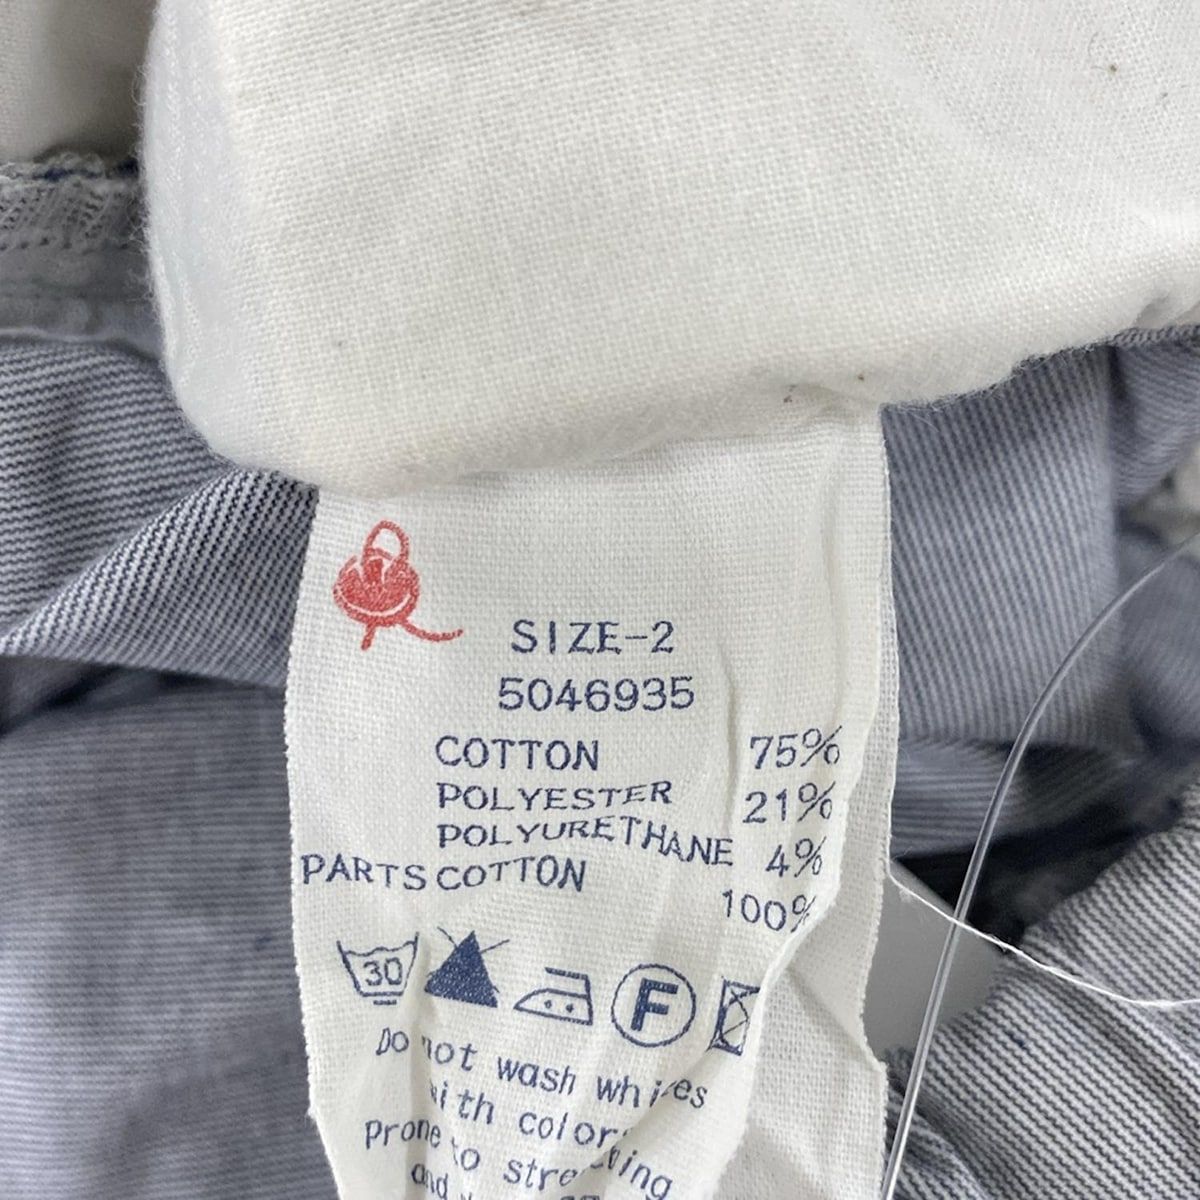 SIZE-2
5046935
COTTON 75%
POLYESTER 21%
POLYURETHANE 4%
PARTS COTTON 100%
30 F
Do not wash whites
with color
Prone to stretching
and